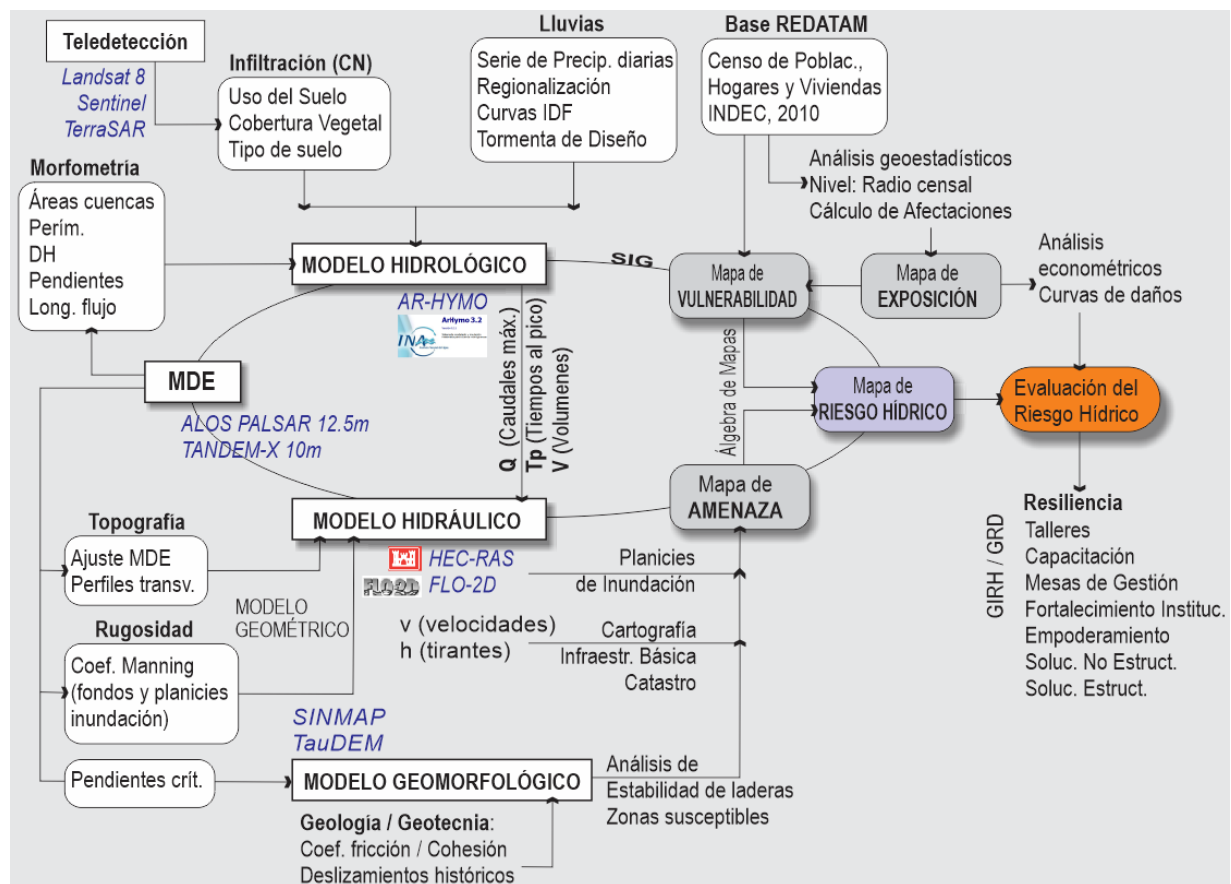 Teledetección
Landsat 8
Sentinel
TerraSAR
Infiltración (CN)
Uso del Suelo
Cobertura Vegetal
Tipo de suelo
Lluvias
Serie de Precip. diarias
Regionalización
Curvas IDF
Tormenta de Diseño
Base REDATAM
Censo de Poblac.,
Hogares y Viviendas
INDEC, 2010
Análisis geoestadísticos
Nivel: Radio censal
Cálculo de Afectaciones
Morfometría
Áreas cuencas
Perím.
DH
Pendientes
Long. flujo
MODELO HIDROLÓGICO
AR-HYMO
ArHymo 3.2
INA
SIG
Mapa de
VULNERABILIDAD
Mapa de
EXPOSICIÓN
Análisis
econométricos
Curvas de daños
Q (Caudales máx.)
Tp (Tiempos al pico)
V (Volumenes)
MDE
ALOS PALSAR 12.5m
TANDEM-X 10m
Álgebra de Mapas
Mapa de
RIESGO HÍDRICO
Evaluación del
Riesgo Hídrico
MODELO HIDRÁULICO
HEC-RAS
FLO-2D
FLO-2D
Mapa de
AMENAZA
Planicies
de Inundación
v (velocidades)
h (tirantes)
Cartografía
Infraestr. Básica
Catastro
GIRH / GRD
Resiliencia
Talleres
Capacitación
Mesas de Gestión
Fortalecimiento Instituc.
Empoderamiento
Soluc. No Estruct.
Soluc. Estruct.
Topografía
Ajuste MDE
Perfiles transv.
MODELO
GEOMÉTRICO
Rugosidad
Coef. Manning
(fondos y planicies
inundación)
Pendientes crít.
SINMAP
TauDEM
MODELO GEOMORFOLÓGICO
Análisis de
Estabilidad de laderas
Zonas susceptibles
Geología / Geotecnia:
Coef. fricción / Cohesión
Deslizamientos históricos